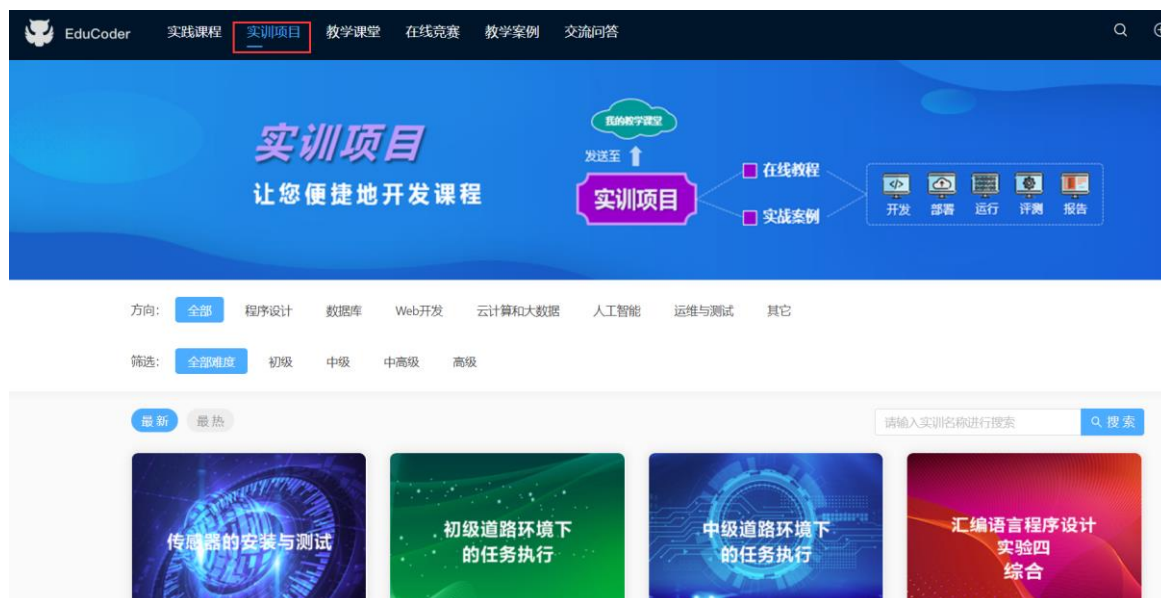 EduCoder 实践课程 实训项目 教学课堂 在线竞赛 教学案例 交流问答
实训项目
让您便捷地开发课程
我的教学课堂
发送至
实训项目
在线教程
实战案例
开发 部署 运行 评测 报告
方向: 全部 程序设计 数据库 Web开发 云计算和大数据 人工智能 运维与测试 其它
筛选: 全部难度 初级 中级 中高级 高级
最新 最热 请输入实训名称进行搜索 搜索
传感器的安装与测试
初级道路环境下
的任务执行
中级道路环境下
的任务执行
汇编语言程序设计
实验四
综合